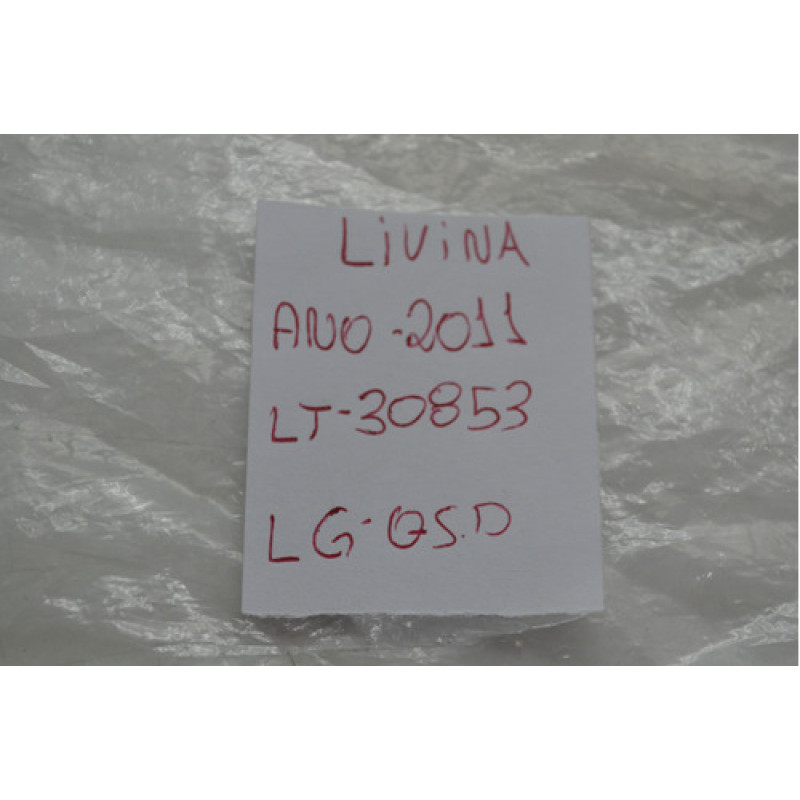 LiViNA
ANO-2011
LT-30853
LG-QS.D